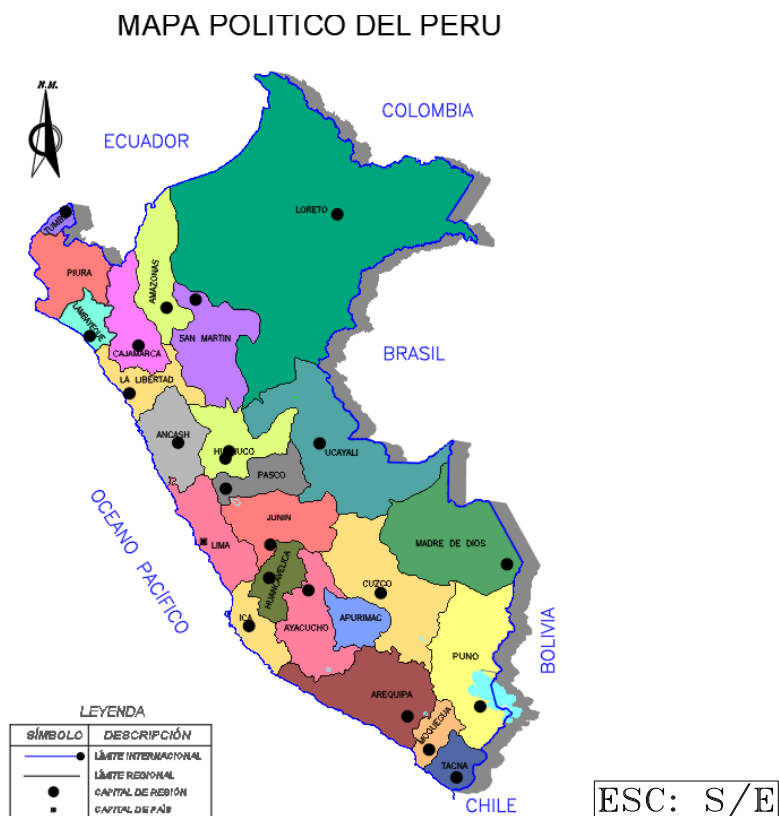 MAPA POLITICO DEL PERU
N.M.
COLOMBIA
ECUADOR
LORETO
TUMBES
PIURA
AMAZONAS
LAMBAYEQUE
SAN MARTIN
CAJAMARCA
BRASIL
LA LIBERTAD
ANCASH
UCAYALI
PASCO
OCEANO PACÍFICO
JUNIN
LIMA
MADRE DE DIOS
HUANCAVELICA
CUZCO
ICA
AYACUCHO
APURIMAC
PUNO
BOLIVIA
AREQUIPA
MOQUEGUA
TACNA
CHILE
LEYENDA
SÍMBOLO DESCRIPCIÓN
LÍMITE INTERNACIONAL
LÍMITE REGIONAL
CAPITAL DE REGIÓN
CAPITAL DE PAÍS
ESC: S/E